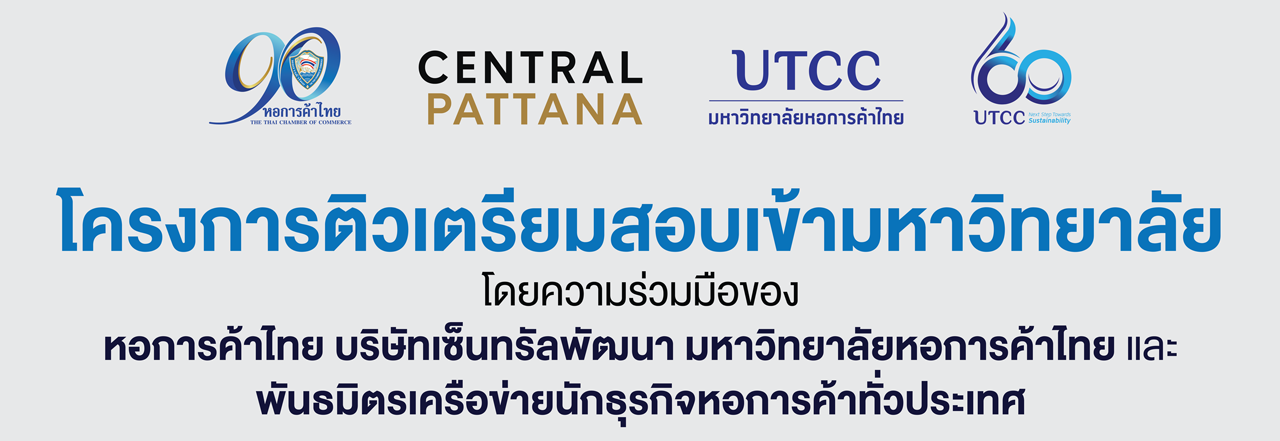 90
หอการค้าไทย
THE THAI CHAMBER OF COMMERCE
CENTRAL
PATTANA
UTCC
มหาวิทยาลัยหอการค้าไทย
60
UTCC Next Step Towards
Sustainability
โครงการติวเตรียมสอบเข้ามหาวิทยาลัย
โดยความร่วมมือของ
หอการค้าไทย บริษัทเซ็นทรัลพัฒนา มหาวิทยาลัยหอการค้าไทย และ
พันธมิตรเครือข่ายนักธุรกิจหอการค้าทั่วประเทศ